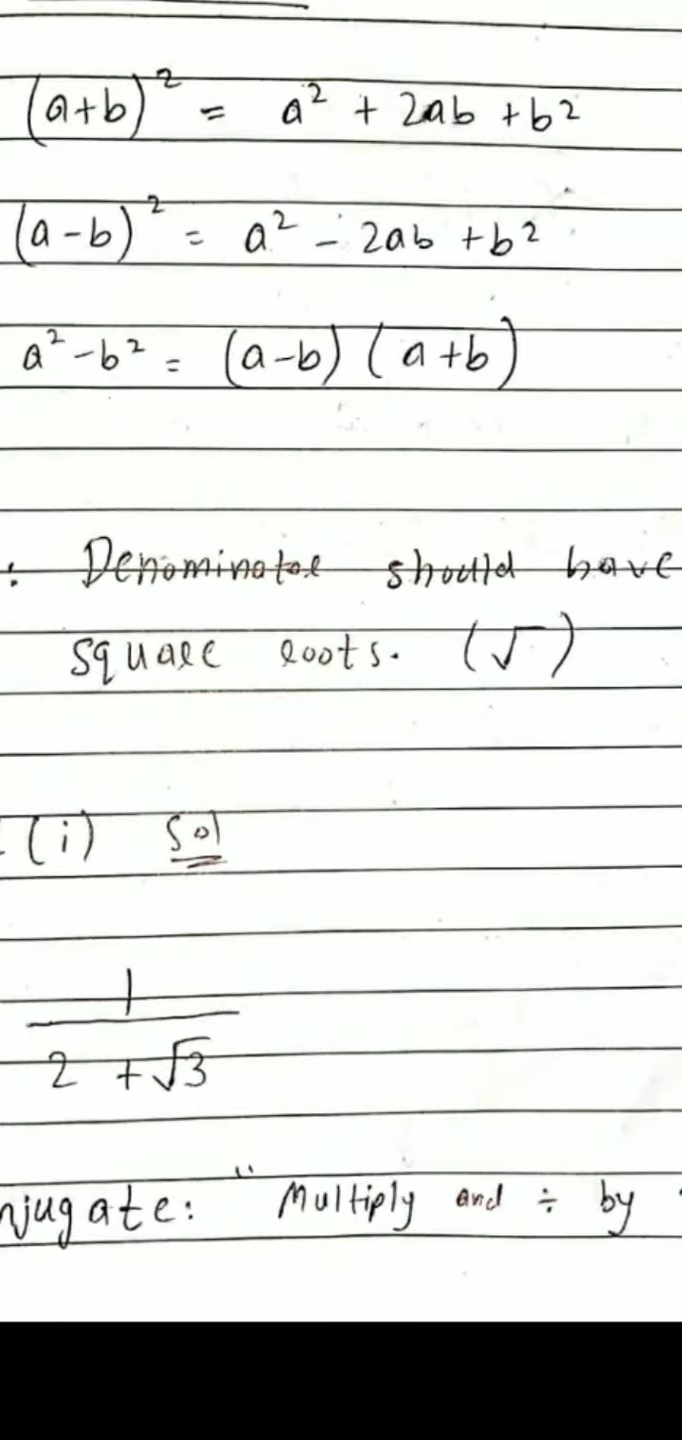 (a+b)² = a² + 2ab + b²
(a-b)² = a² - 2ab + b²
a² - b² = (a-b) (a+b)
: Denominator should have
square roots. (√ )
(i) Sol
1
2 + √3
njugate: " Multiply and ÷ by